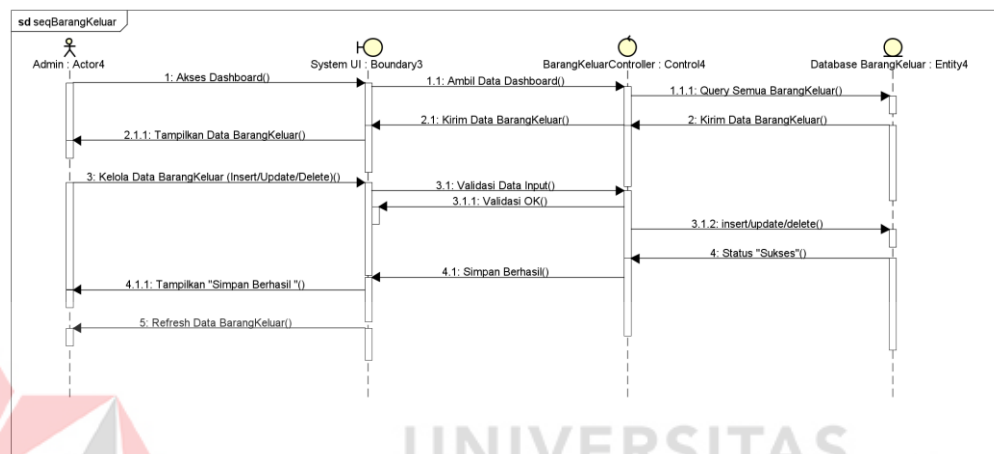 sd seqBarangKeluar
Admin : Actor4
System UI : Boundary3
BarangKeluarController : Control4
Database BarangKeluar : Entity4
1: Akses Dashboard()
1.1: Ambil Data Dashboard()
1.1.1: Query Semua BarangKeluar()
2: Kirim Data BarangKeluar()
2.1: Kirim Data BarangKeluar()
2.1.1: Tampilkan Data BarangKeluar()
3: Kelola Data BarangKeluar (Insert/Update/Delete)()
3.1: Validasi Data Input()
3.1.1: Validasi OK()
3.1.2: insert/update/delete()
4: Status "Sukses"()
4.1: Simpan Berhasil()
4.1.1: Tampilkan "Simpan Berhasil "()
5: Refresh Data BarangKeluar()
UNIVERSITAS